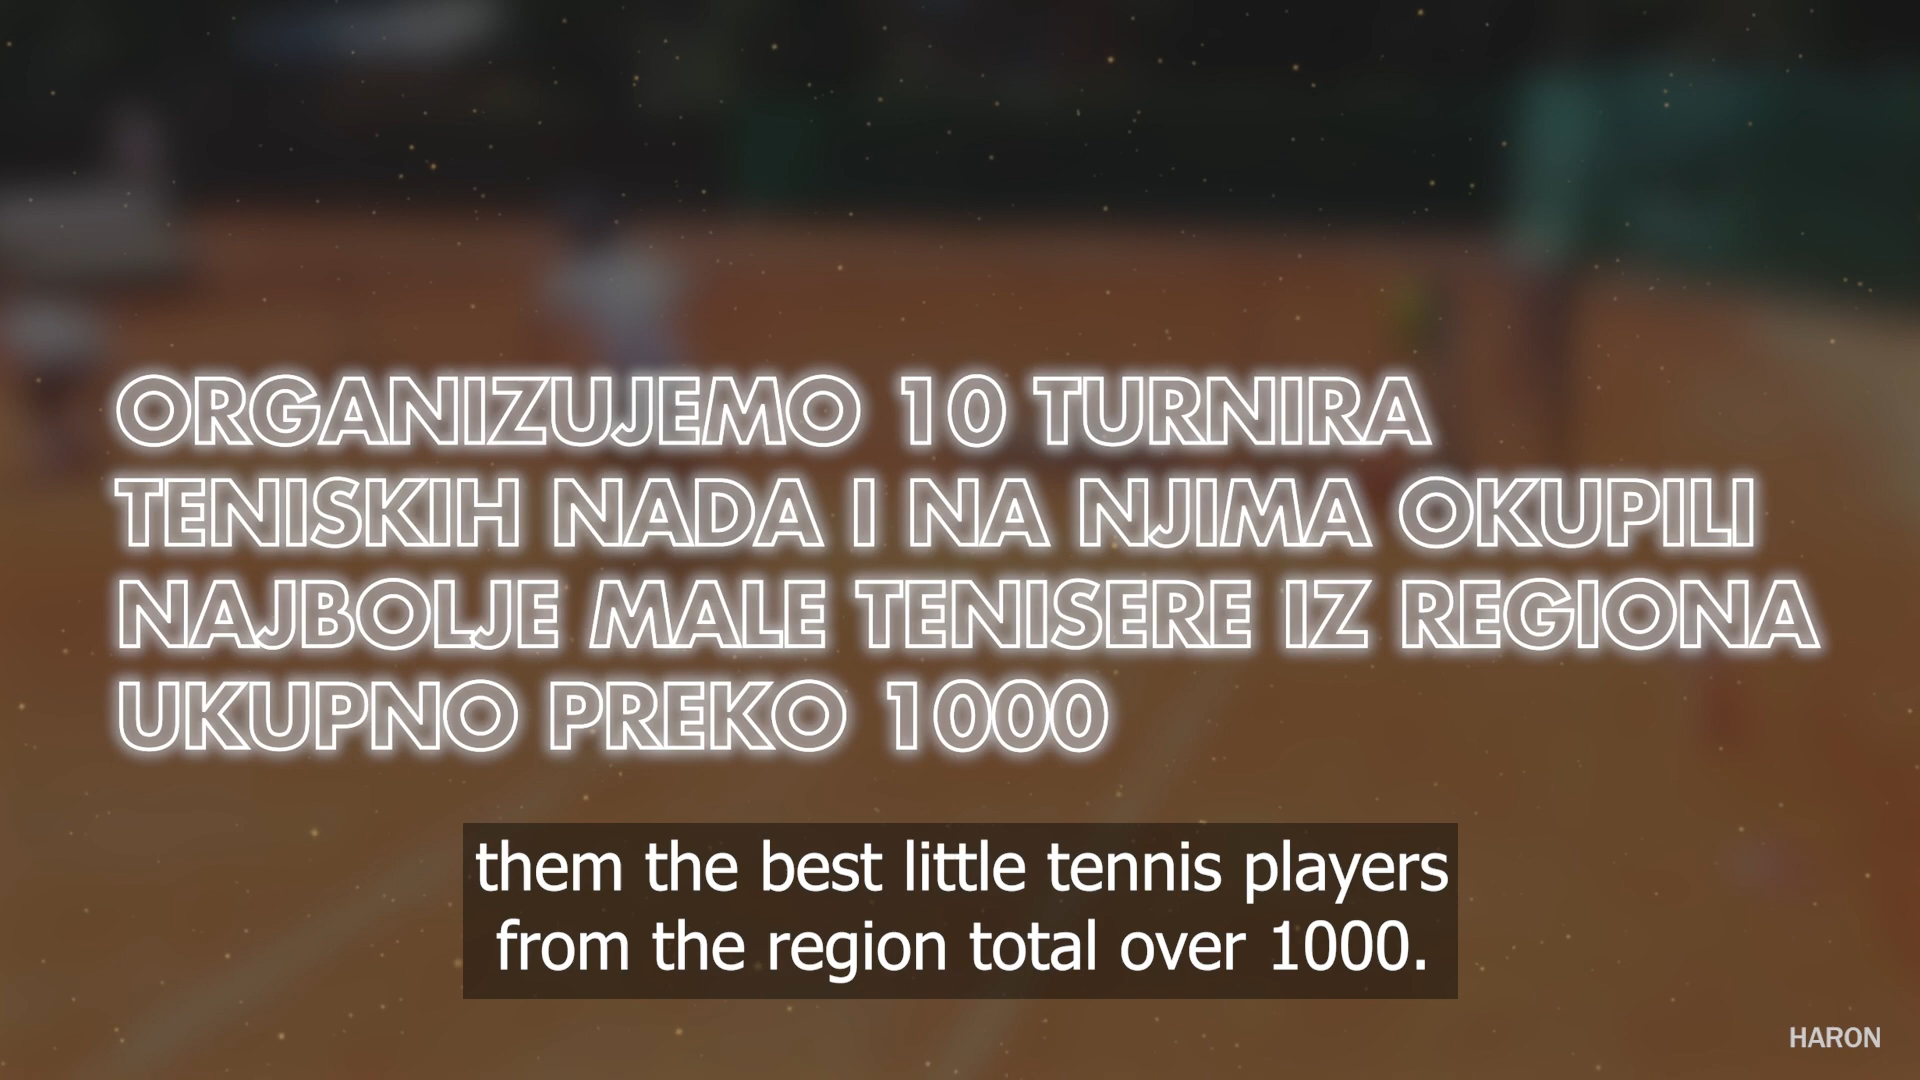 ORGANIZUJEMO 10 TURNIRA
TENISKIH NADA I NA NJIMA OKUPILI
NAJBOLJE MALE TENISERE IZ REGIONA
UKUPNO PREKO 1000
them the best little tennis players
from the region total over 1000.
HARON